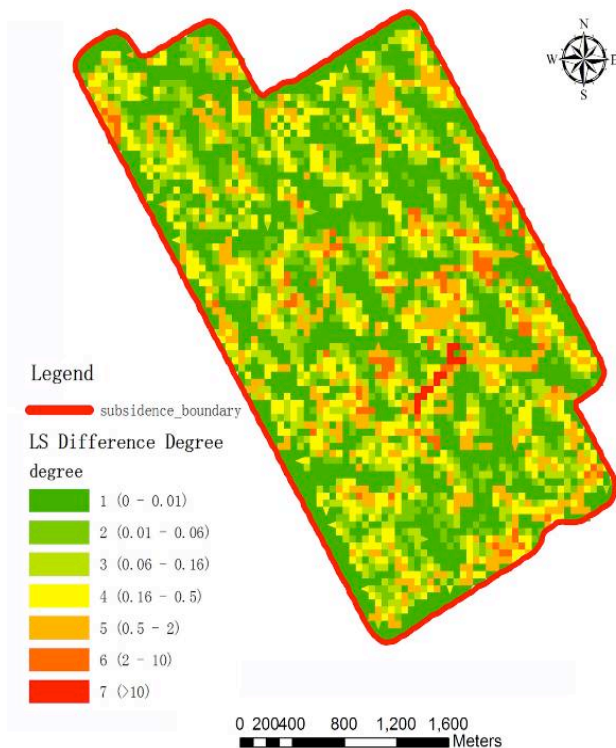 N
W E
S
Legend
subsidence_boundary
LS Difference Degree
degree
1 (0 - 0.01)
2 (0.01 - 0.06)
3 (0.06 - 0.16)
4 (0.16 - 0.5)
5 (0.5 - 2)
6 (2 - 10)
7 (>10)
0 200400 800 1,200 1,600
Meters